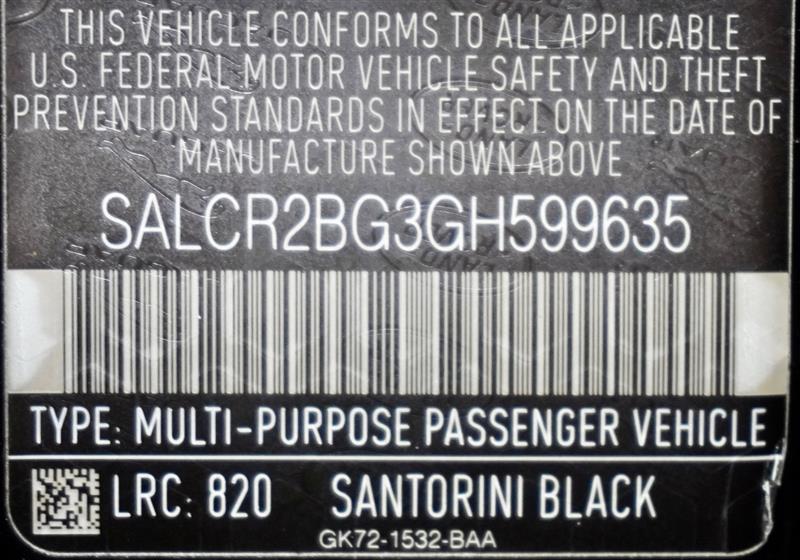 THIS VEHICLE CONFORMS TO ALL APPLICABLE
U.S. FEDERAL MOTOR VEHICLE SAFETY AND THEFT
PREVENTION STANDARDS IN EFFECT ON THE DATE OF
MANUFACTURE SHOWN ABOVE
SALCR2BG3GH599635
TYPE: MULTI-PURPOSE PASSENGER VEHICLE
LRC: 820 SANTORINI BLACK
GK72-1532-BAA